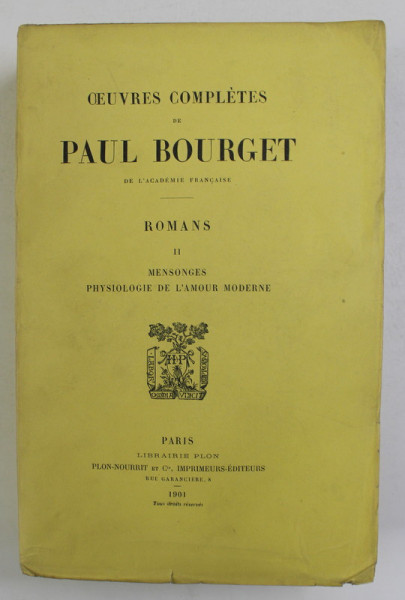 ŒUVRES COMPLÈTES
DE
PAUL BOURGET
DE L'ACADÉMIE FRANÇAISE
ROMANS
II
MENSONGES
PHYSIOLOGIE DE L'AMOUR MODERNE
PARIS
LIBRAIRIE PLON
PLON-NOURRIT ET Cie, IMPRIMEURS-ÉDITEURS
RUE GARANCIÈRE, 8
1901
Tous droits réservés